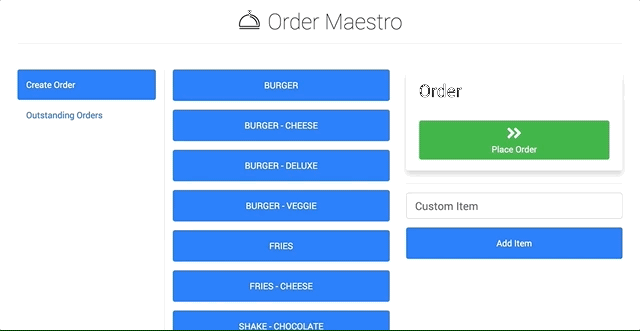 Order Maestro
Create Order
Outstanding Orders
BURGER
BURGER - CHEESE
BURGER - DELUXE
BURGER - VEGGIE
FRIES
FRIES - CHEESE
SHAKE - CHOCOLATE
Order
Place Order
Custom Item
Add Item